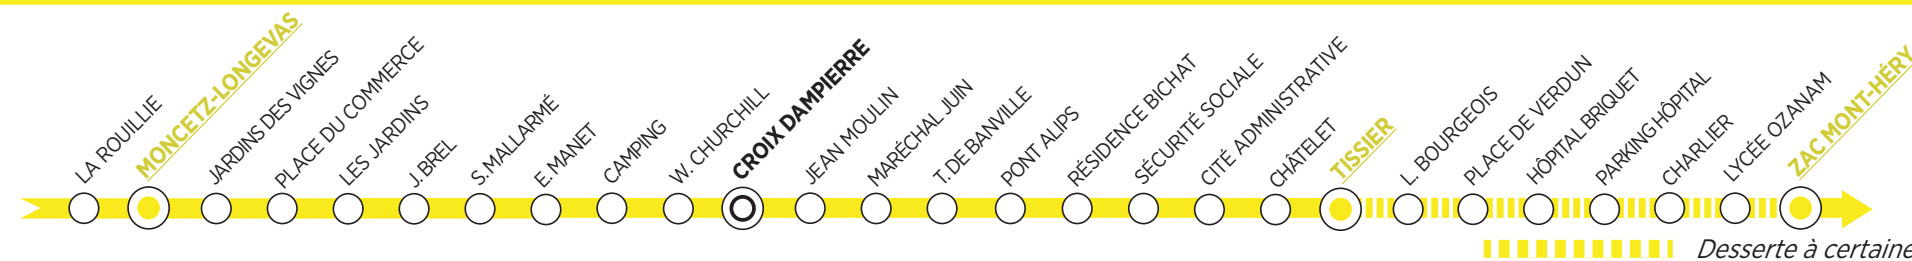 LA ROUILLIE
MONCETZ-LONGEVAS
JARDINS DES VIGNES
PLACE DU COMMERCE
LES JARDINS
J. BREL
S. MALLARMÉ
E. MANET
CAMPING
W. CHURCHILL
CROIX DAMPIERRE
JEAN MOULIN
MARÉCHAL JUIN
T. DE BANVILLE
PONT ALIPS
RÉSIDENCE BICHAT
SÉCURITÉ SOCIALE
CITÉ ADMINISTRATIVE
CHÂTELET
TISSIER
L. BOURGEOIS
PLACE DE VERDUN
HÔPITAL BRIQUET
PARKING HÔPITAL
CHARLIER
LYCÉE OZANAM
ZAC MONT-HÉRY
Desserte à certaine